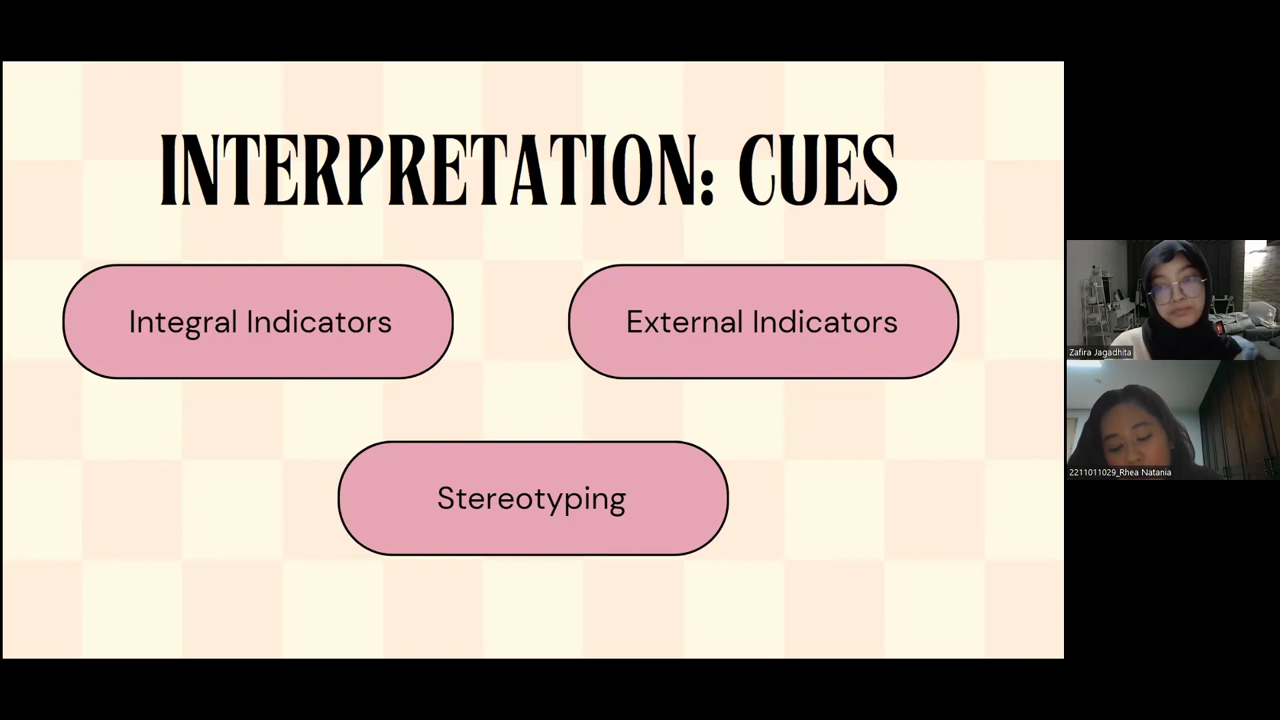 INTERPRETATION: CUES
Integral Indicators
External Indicators
Stereotyping
Zafira Jagadhita
2211011029_Rhea Natania